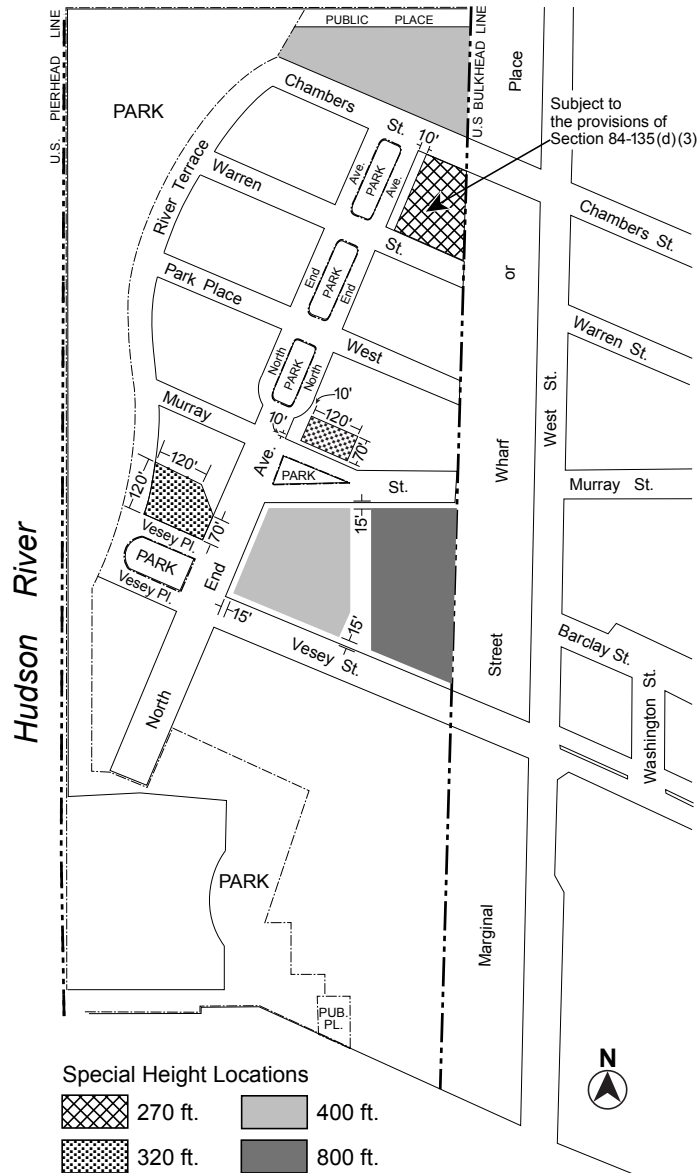 U.S. PIERHEAD LINE
PUBLIC PLACE
U.S BULKHEAD LINE
Place
PARK
Chambers
St.
10'
Subject to
the provisions of
Section 84-135(d)(3)
River Terrace
Warren
Ave.
PARK
Ave.
St.
Chambers St.
or
Park Place
End
PARK
End
Warren St.
West
North
PARK
North
West St.
Murray
10'
120'
10'
70'
Ave.
PARK
St.
Wharf
Murray St.
120'
120'
70'
15'
Vesey Pl.
PARK
Vesey Pl.
End
15'
15'
Vesey St.
Street
Barclay St.
Washington St.
Hudson River
North
PARK
Marginal
PUB.
PL.
N
Special Height Locations
270 ft.
400 ft.
320 ft.
800 ft.